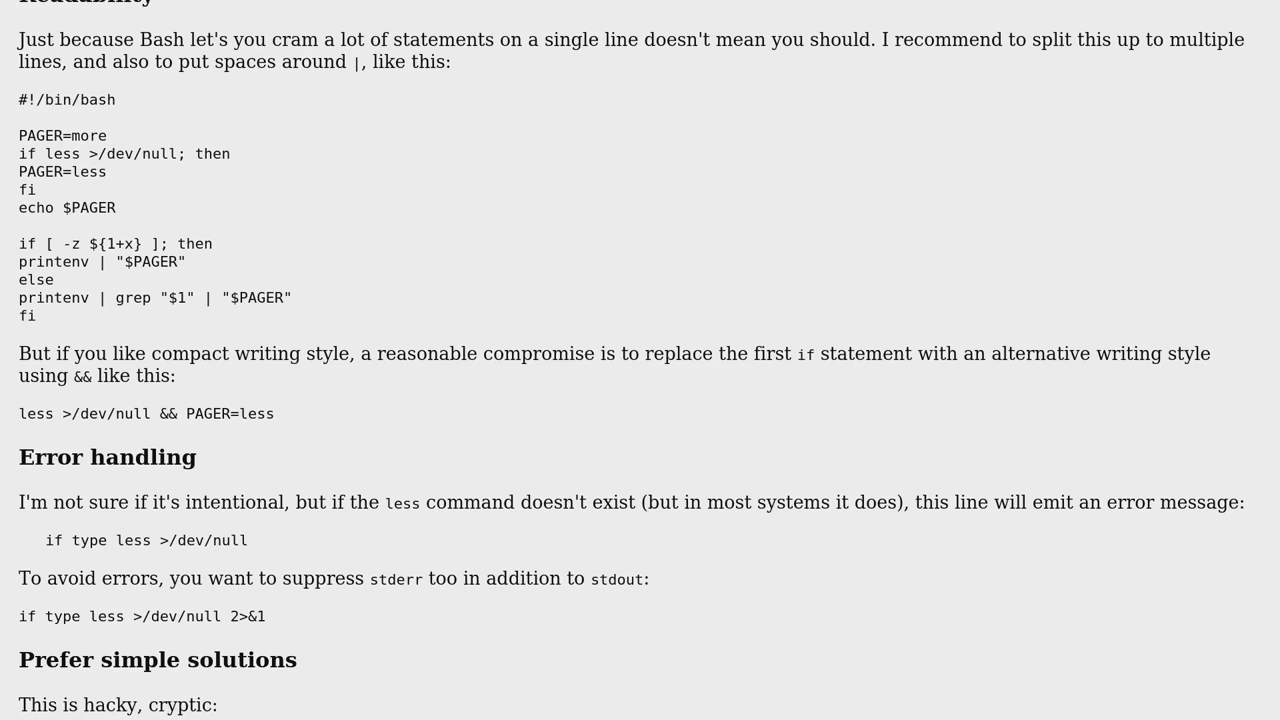 Readability
Just because Bash let's you cram a lot of statements on a single line doesn't mean you should. I recommend to split this up to multiple
lines, and also to put spaces around |, like this:
#!/bin/bash
PAGER=more
if less >/dev/null; then
PAGER=less
fi
echo $PAGER
if [ -z ${1+x} ]; then
printenv | "$PAGER"
else
printenv | grep "$1" | "$PAGER"
fi
But if you like compact writing style, a reasonable compromise is to replace the first if statement with an alternative writing style
using && like this:
less >/dev/null && PAGER=less
Error handling
I'm not sure if it's intentional, but if the less command doesn't exist (but in most systems it does), this line will emit an error message:
if type less >/dev/null
To avoid errors, you want to suppress stderr too in addition to stdout:
if type less >/dev/null 2>&1
Prefer simple solutions
This is hacky, cryptic: